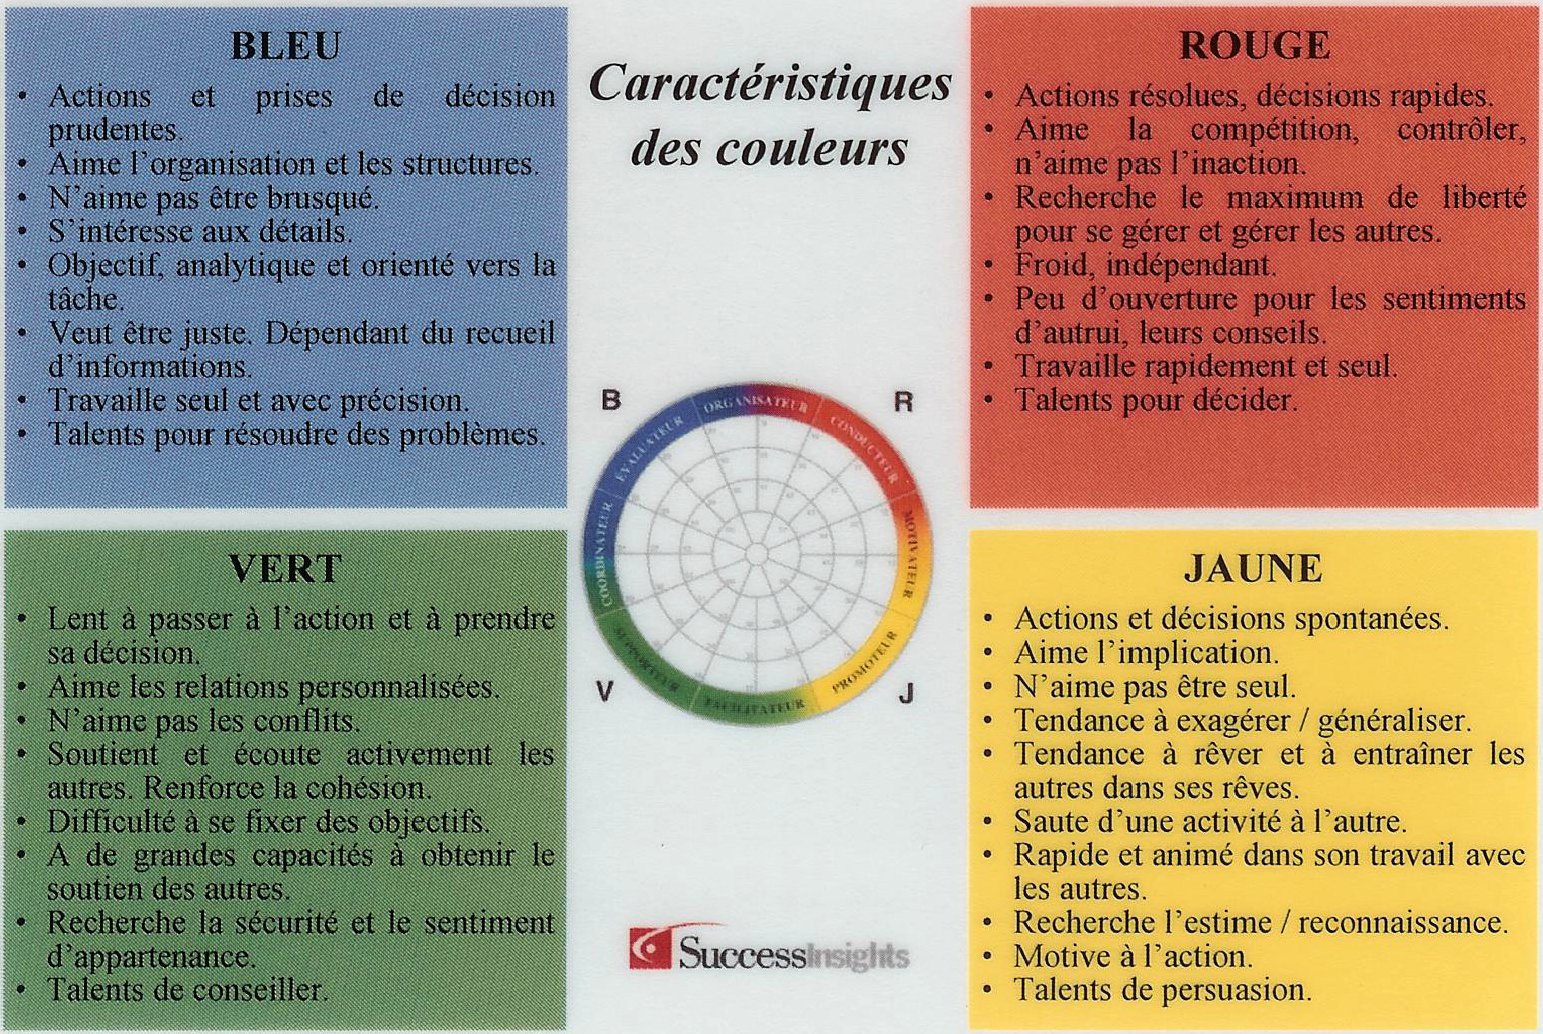 BLEU
• Actions et prises de décision
prudentes.
• Aime l’organisation et les structures.
• N’aime pas être brusqué.
• S’intéresse aux détails.
• Objectif, analytique et orienté vers la
tâche.
• Veut être juste. Dépendant du recueil
d’informations.
• Travaille seul et avec précision.
• Talents pour résoudre des problèmes.
Caractéristiques
des couleurs
ROUGE
• Actions résolues, décisions rapides.
• Aime la compétition, contrôler,
n’aime pas l’inaction.
• Recherche le maximum de liberté
pour se gérer et gérer les autres.
• Froid, indépendant.
• Peu d’ouverture pour les sentiments
d’autrui, leurs conseils.
• Travaille rapidement et seul.
• Talents pour décider.
B
R
V
J
ORGANISATEUR
CONDUCTEUR
MOTIVATEUR
PROMOTEUR
FACILITATEUR
SUPPORTEUR
COORDINATEUR
ÉVALUATEUR
VERT
• Lent à passer à l’action et à prendre
sa décision.
• Aime les relations personnalisées.
• N’aime pas les conflits.
• Soutient et écoute activement les
autres. Renforce la cohésion.
• Difficulté à se fixer des objectifs.
• A de grandes capacités à obtenir le
soutien des autres.
• Recherche la sécurité et le sentiment
d’appartenance.
• Talents de conseiller.
JAUNE
• Actions et décisions spontanées.
• Aime l’implication.
• N’aime pas être seul.
• Tendance à exagérer / généraliser.
• Tendance à rêver et à entraîner les
autres dans ses rêves.
• Saute d’une activité à l’autre.
• Rapide et animé dans son travail avec
les autres.
• Recherche l’estime / reconnaissance.
• Motive à l’action.
• Talents de persuasion.
SuccessInsights